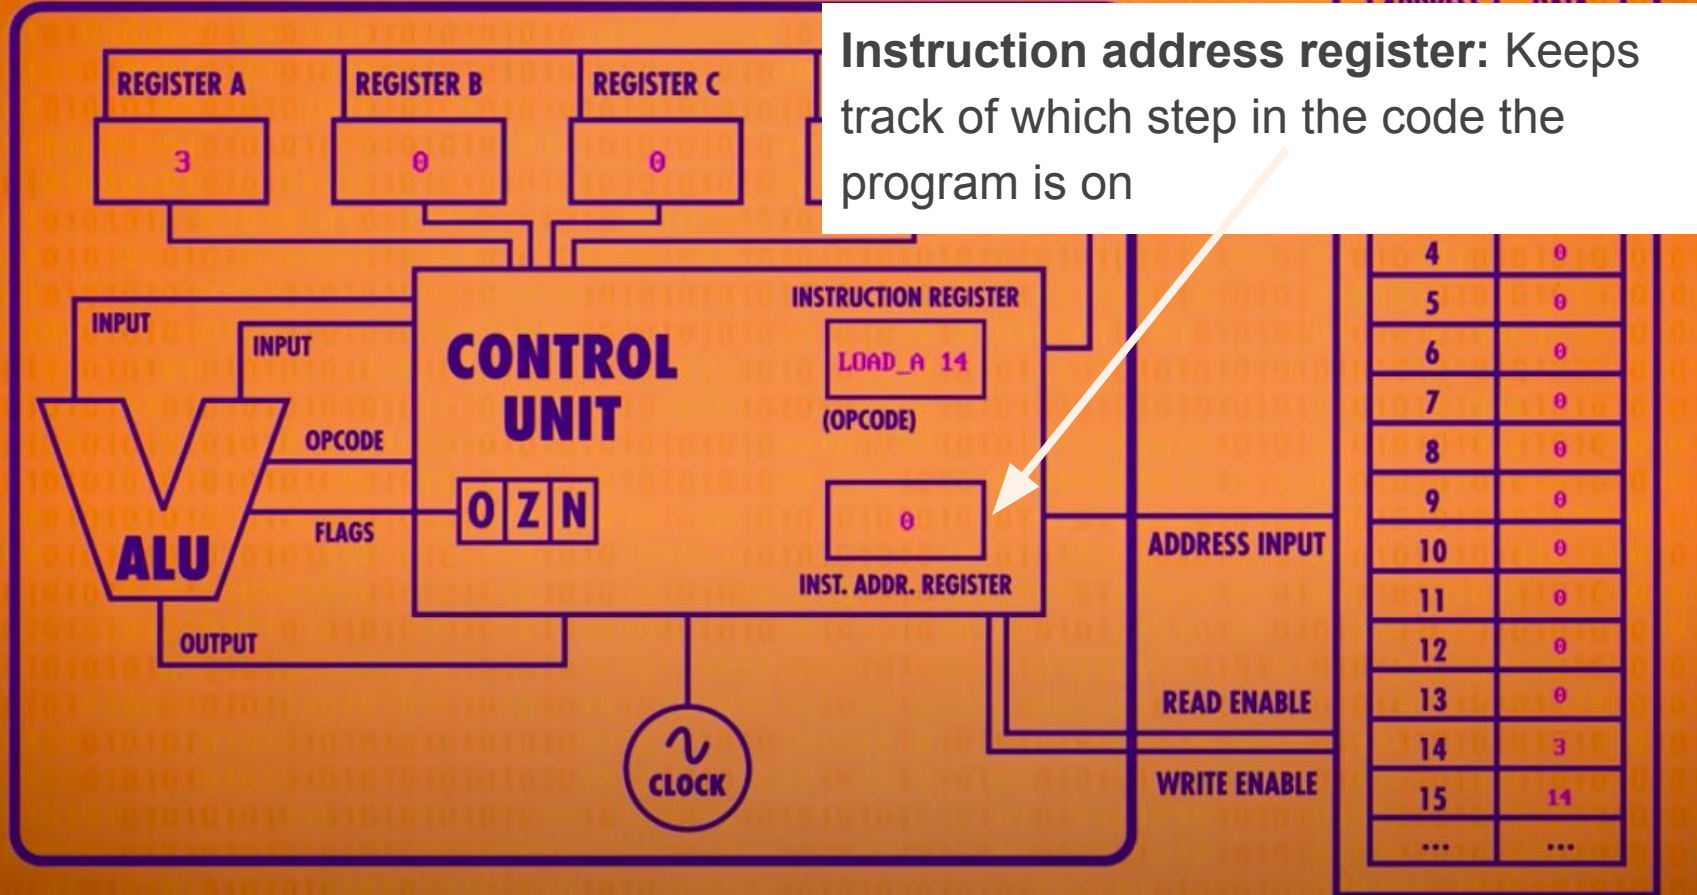 Instruction address register: Keeps
track of which step in the code the
program is on
REGISTER A
3
REGISTER B
0
REGISTER C
0
INPUT
INPUT
OPCODE
FLAGS
ALU
OUTPUT
CONTROL
UNIT
O Z N
INSTRUCTION REGISTER
LOAD_A 14
(OPCODE)
0
INST. ADDR. REGISTER
CLOCK
ADDRESS INPUT
READ ENABLE
WRITE ENABLE
4 0
5 0
6 0
7 0
8 0
9 0
10 0
11 0
12 0
13 0
14 3
15 14
... ...